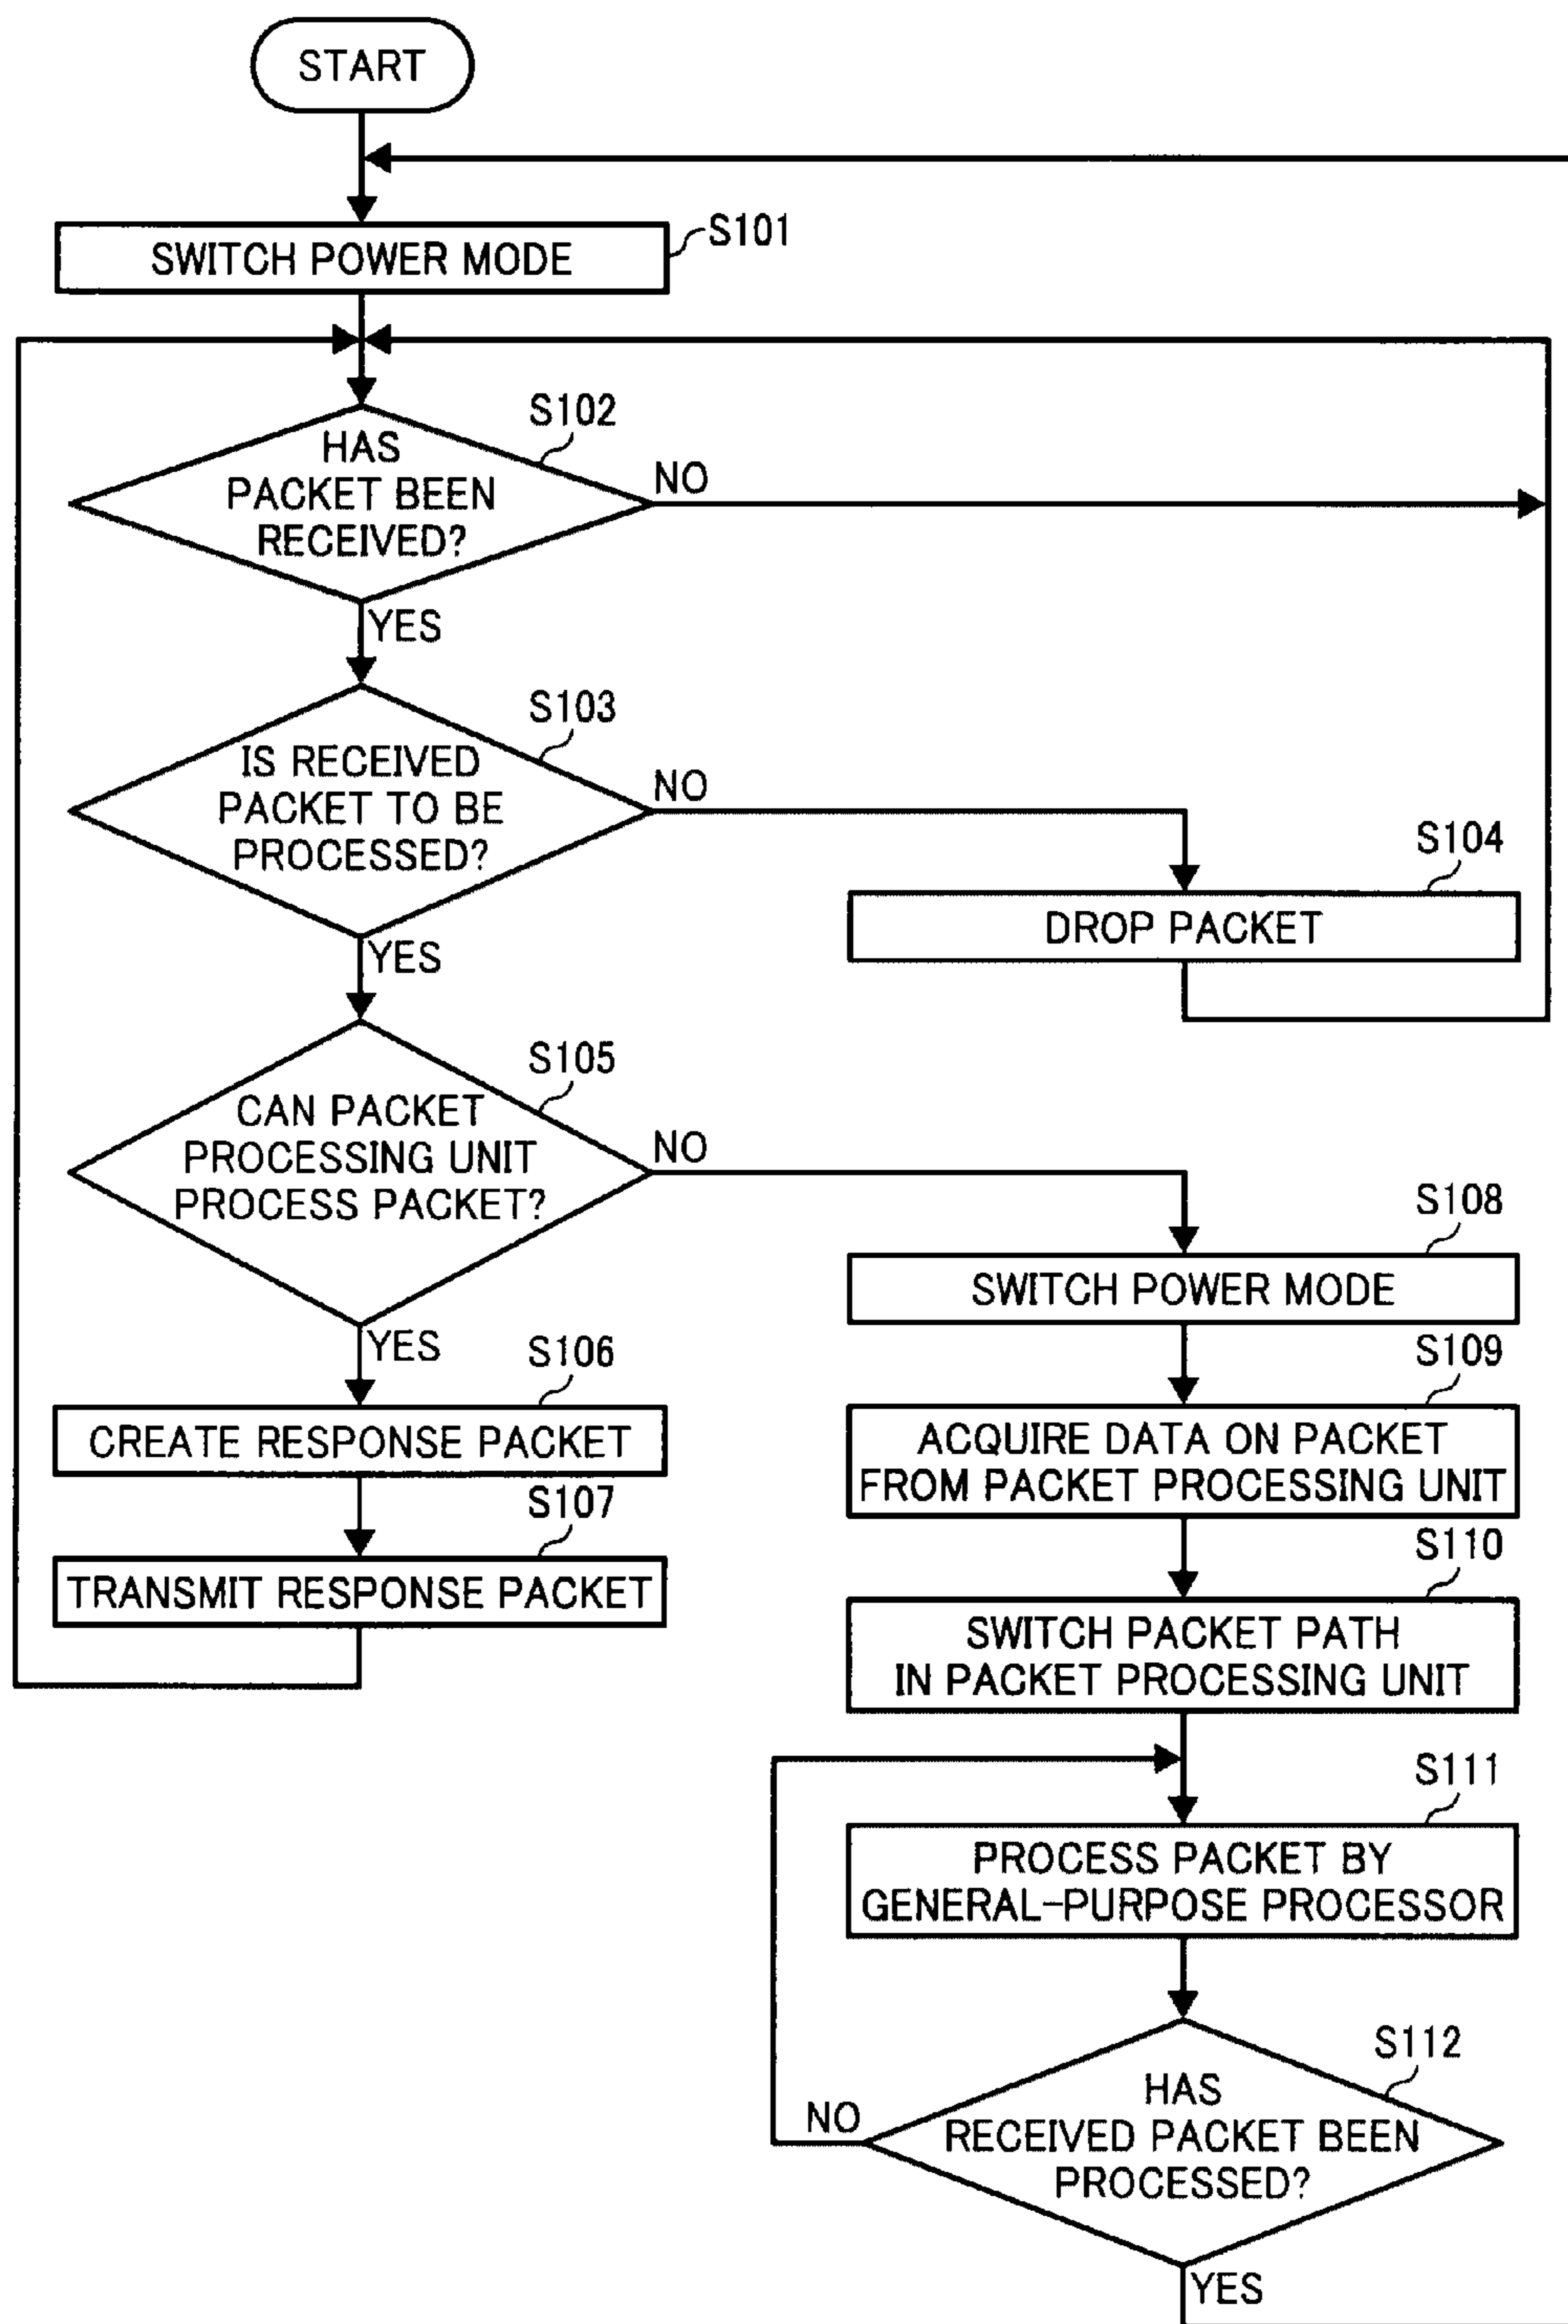 START
S101
SWITCH POWER MODE
S102
HAS
PACKET BEEN
RECEIVED?
NO
YES
S103
IS RECEIVED
PACKET TO BE
PROCESSED?
NO
YES
S104
DROP PACKET
S105
CAN PACKET
PROCESSING UNIT
PROCESS PACKET?
NO
YES
S106
CREATE RESPONSE PACKET
S107
TRANSMIT RESPONSE PACKET
S108
SWITCH POWER MODE
S109
ACQUIRE DATA ON PACKET
FROM PACKET PROCESSING UNIT
S110
SWITCH PACKET PATH
IN PACKET PROCESSING UNIT
S111
PROCESS PACKET BY
GENERAL-PURPOSE PROCESSOR
S112
HAS
RECEIVED PACKET BEEN
PROCESSED?
NO
YES